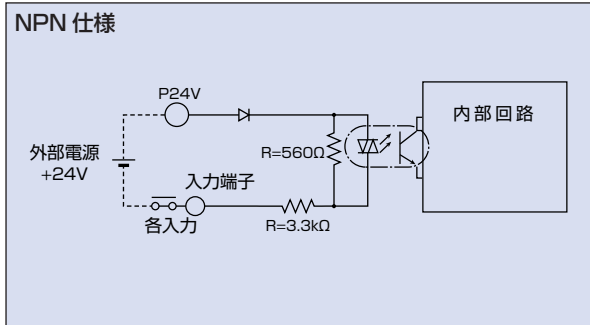 NPN 仕様
P24V
内部回路
外部電源
+24V
R=560Ω
入力端子
各入力
R=3.3kΩ